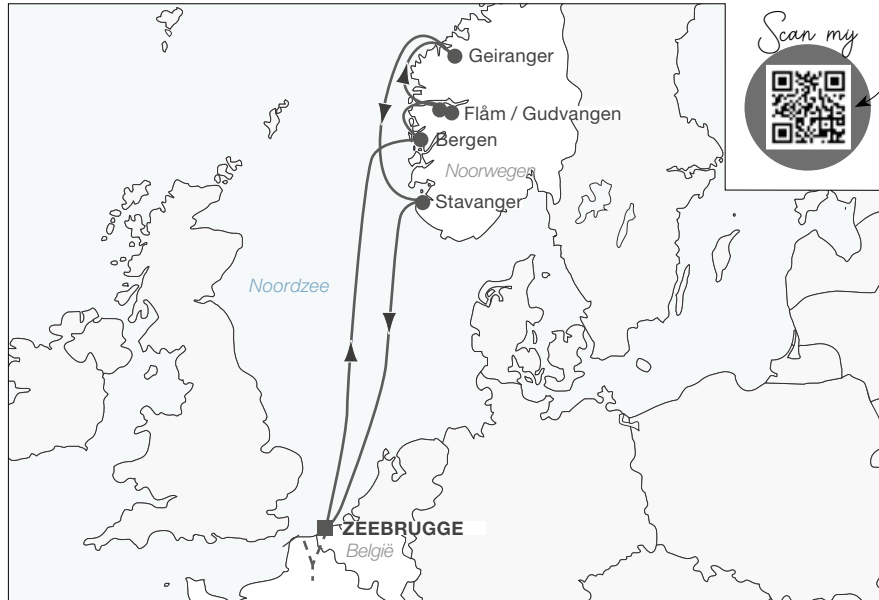 Scan my
Geiranger
Flåm / Gudvangen
Bergen
Noorwegen
Stavanger
Noordzee
ZEEBRUGGE
België